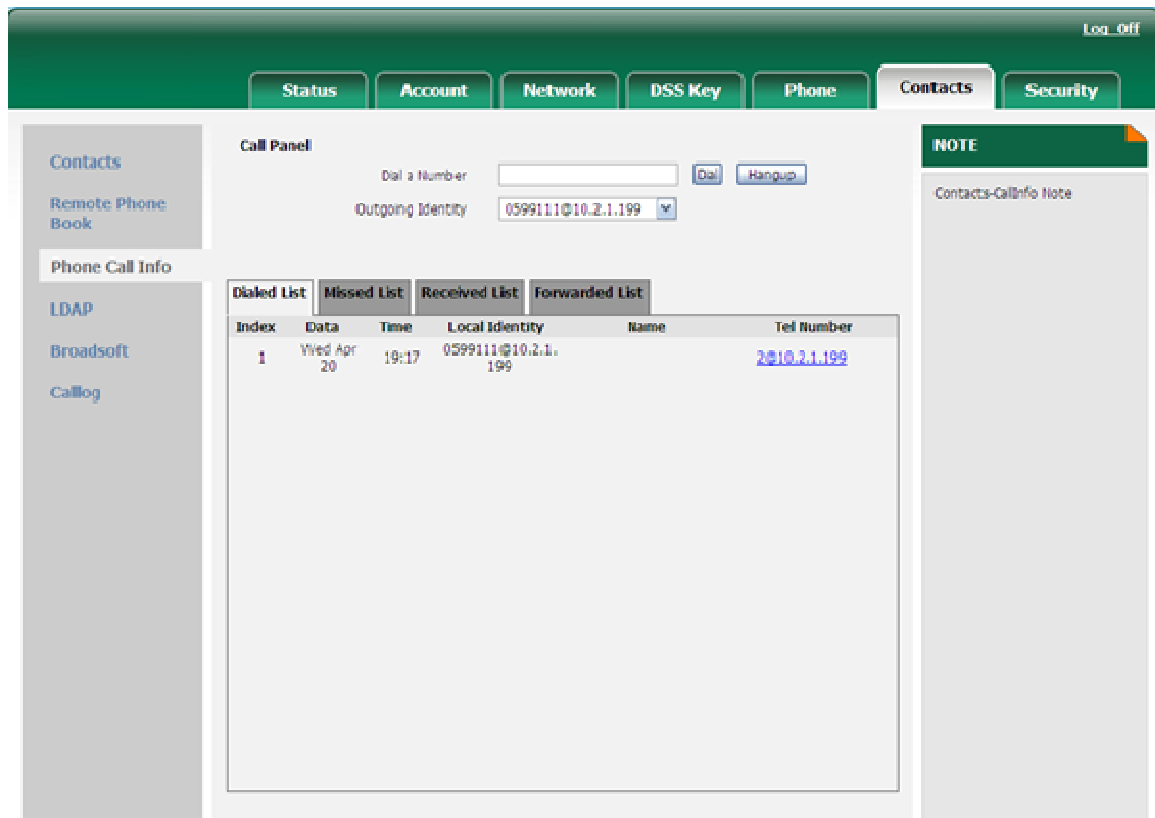 Log Off
Status Account Network DSS Key Phone Contacts Security
Contacts
Remote Phone
Book
Phone Call Info
LDAP
Broadsoft
Calllog
Call Panel
Dial a Number Dial Hangup
Outgoing Identity 0599111@10.2.1.199
Dialed List Missed List Received List Forwarded List
Index Data Time Local Identity Name Tel Number
1 Wed Apr 20 19:17 0599111@10.2.1.199 2@10.2.1.199
NOTE
Contacts-CallInfo Note